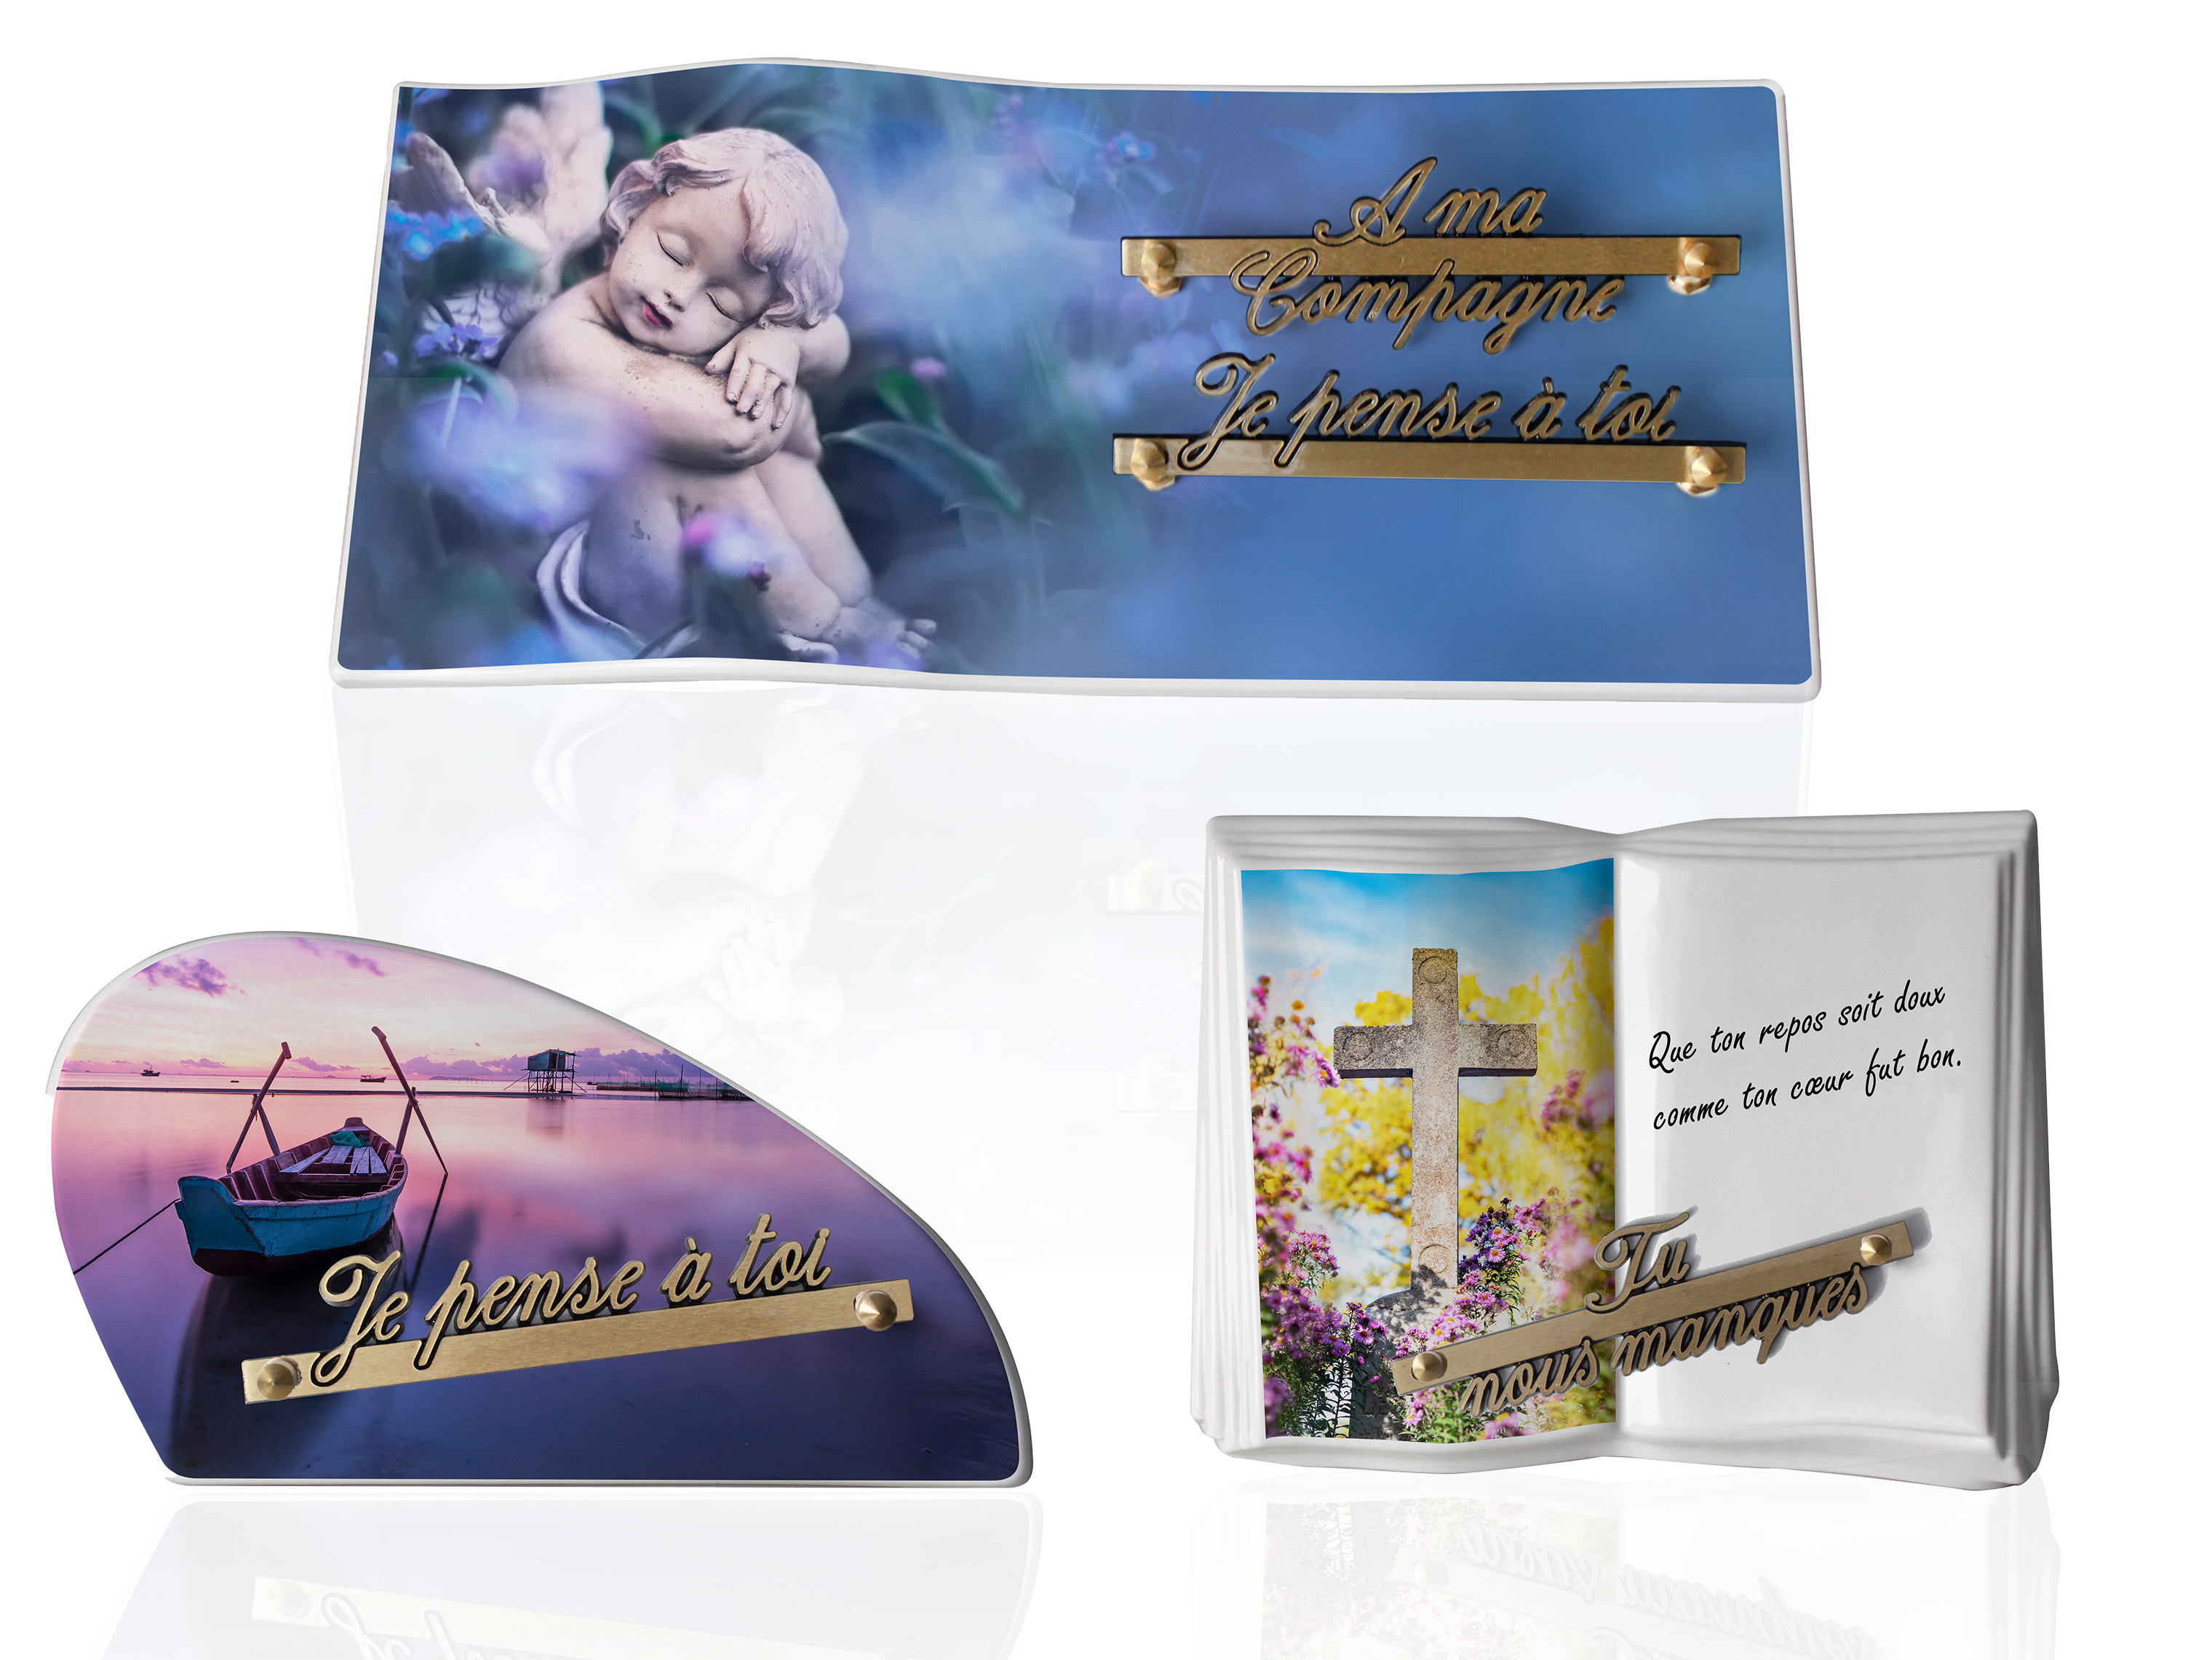 A ma
Compagne
Je pense à toi
Je pense à toi
Que ton repos soit doux
comme ton cœur fut bon.
Tu
nous manques